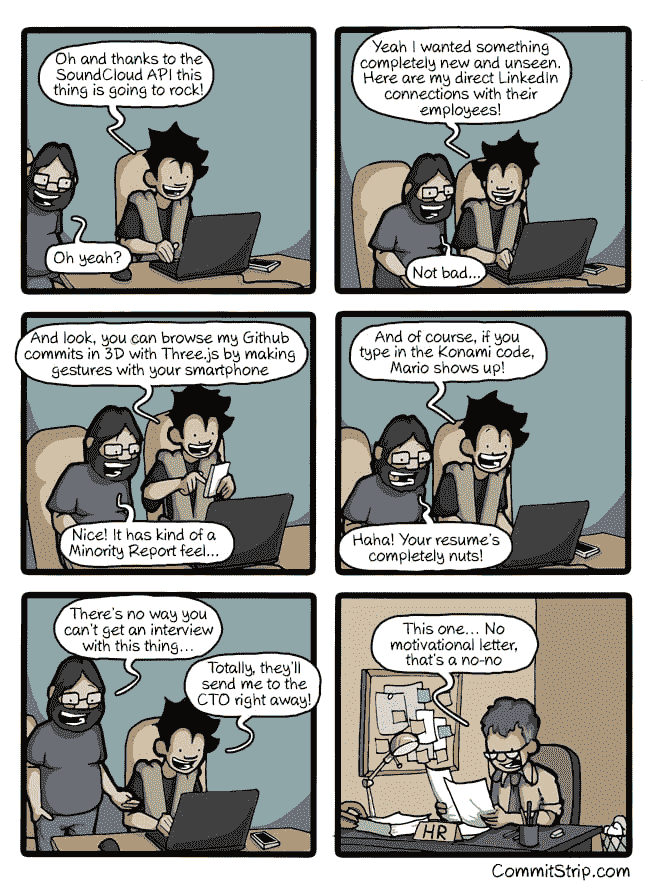 Oh and thanks to the
SoundCloud API this
thing is going to rock!
Oh yeah?
Yeah I wanted something
completely new and unseen.
Here are my direct LinkedIn
connections with their
employees!
Not bad...
And look, you can browse my Github
commits in 3D with Three.js by making
gestures with your smartphone
Nice! It has kind of a
Minority Report feel...
And of course, if you
type in the Konami code,
Mario shows up!
Haha! Your resume's
completely nuts!
There's no way you
can't get an interview
with this thing...
Totally, they'll
send me to the
CTO right away!
This one... No
motivational letter,
that's a no-no
HR
CommitStrip.com